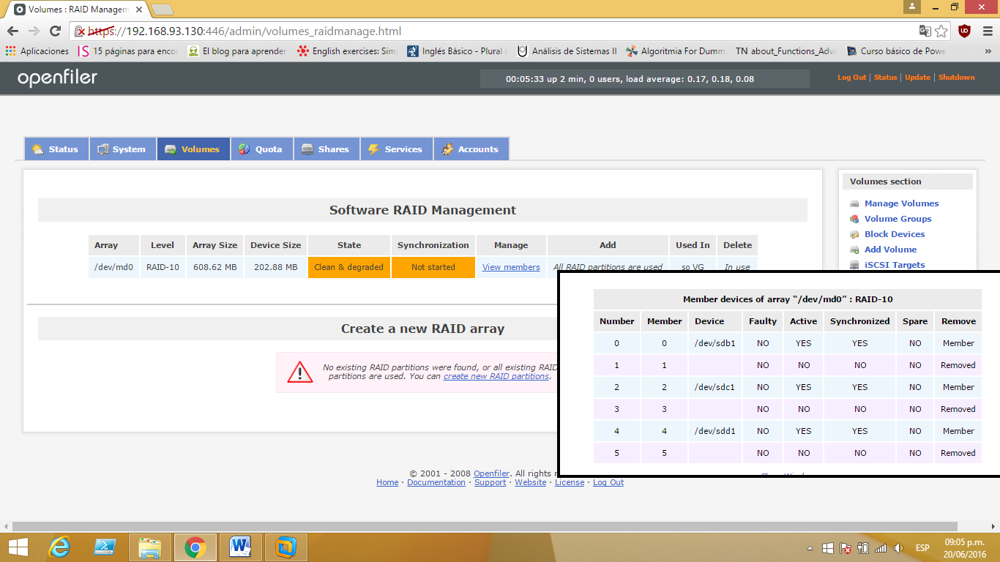 Volumes : RAID Managem
https://192.168.93.130:446/admin/volumes_raidmanage.html
Aplicaciones 15 páginas para enco El blog para aprender English exercises: Sim Inglés Básico - Plural Análisis de Sistemas II Algoritmia For Dumm TN about_Functions_Adva Curso básico de Powe »
openfiler
00:05:33 up 2 min, 0 users, load average: 0.17, 0.18, 0.08
Log Out | Status | Update | Shutdown
Status System Volumes Quota Shares Services Accounts
Software RAID Management
Array Level Array Size Device Size State Synchronization Manage Add Used In Delete
/dev/md0 RAID-10 608.62 MB 202.88 MB Clean & degraded Not started View members All RAID partitions are used so VG In use
Create a new RAID array
No existing RAID partitions were found, or all existing RAID
partitions are used. You can create new RAID partitions.
Volumes section
Manage Volumes
Volume Groups
Block Devices
Add Volume
iSCSI Targets
Member devices of array “/dev/md0” : RAID-10
Number Member Device Faulty Active Synchronized Spare Remove
0 0 /dev/sdb1 NO YES YES NO Member
1 1 NO NO NO NO Removed
2 2 /dev/sdc1 NO YES YES NO Member
3 3 NO NO NO NO Removed
4 4 /dev/sdd1 NO YES YES NO Member
5 5 NO NO NO NO Removed
© 2001 - 2008 Openfiler. All rights
Home · Documentation · Support · Website · License · Log Out
ESP
09:05 p.m.
20/06/2016